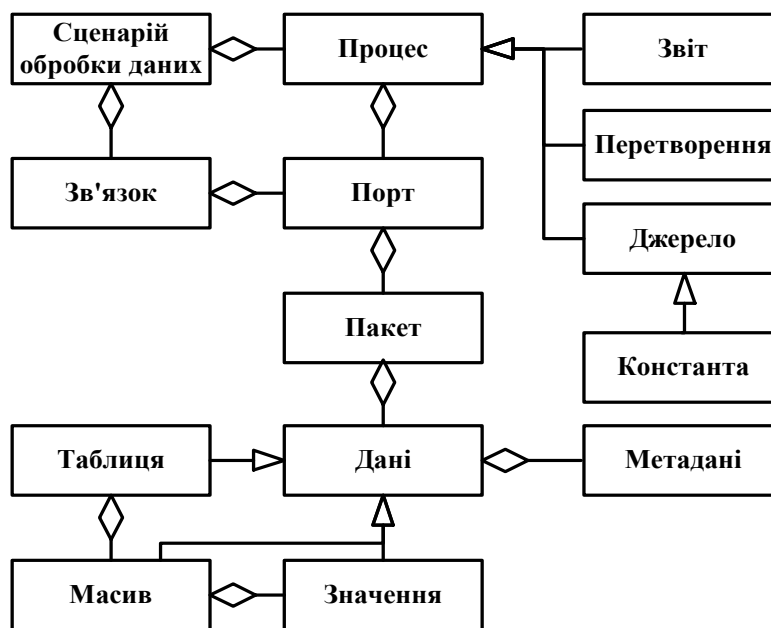 Сценарій
обробки даних
Процес
Звіт
Перетворення
Зв'язок
Порт
Джерело
Пакет
Константа
Таблиця
Дані
Метадані
Масив
Значення